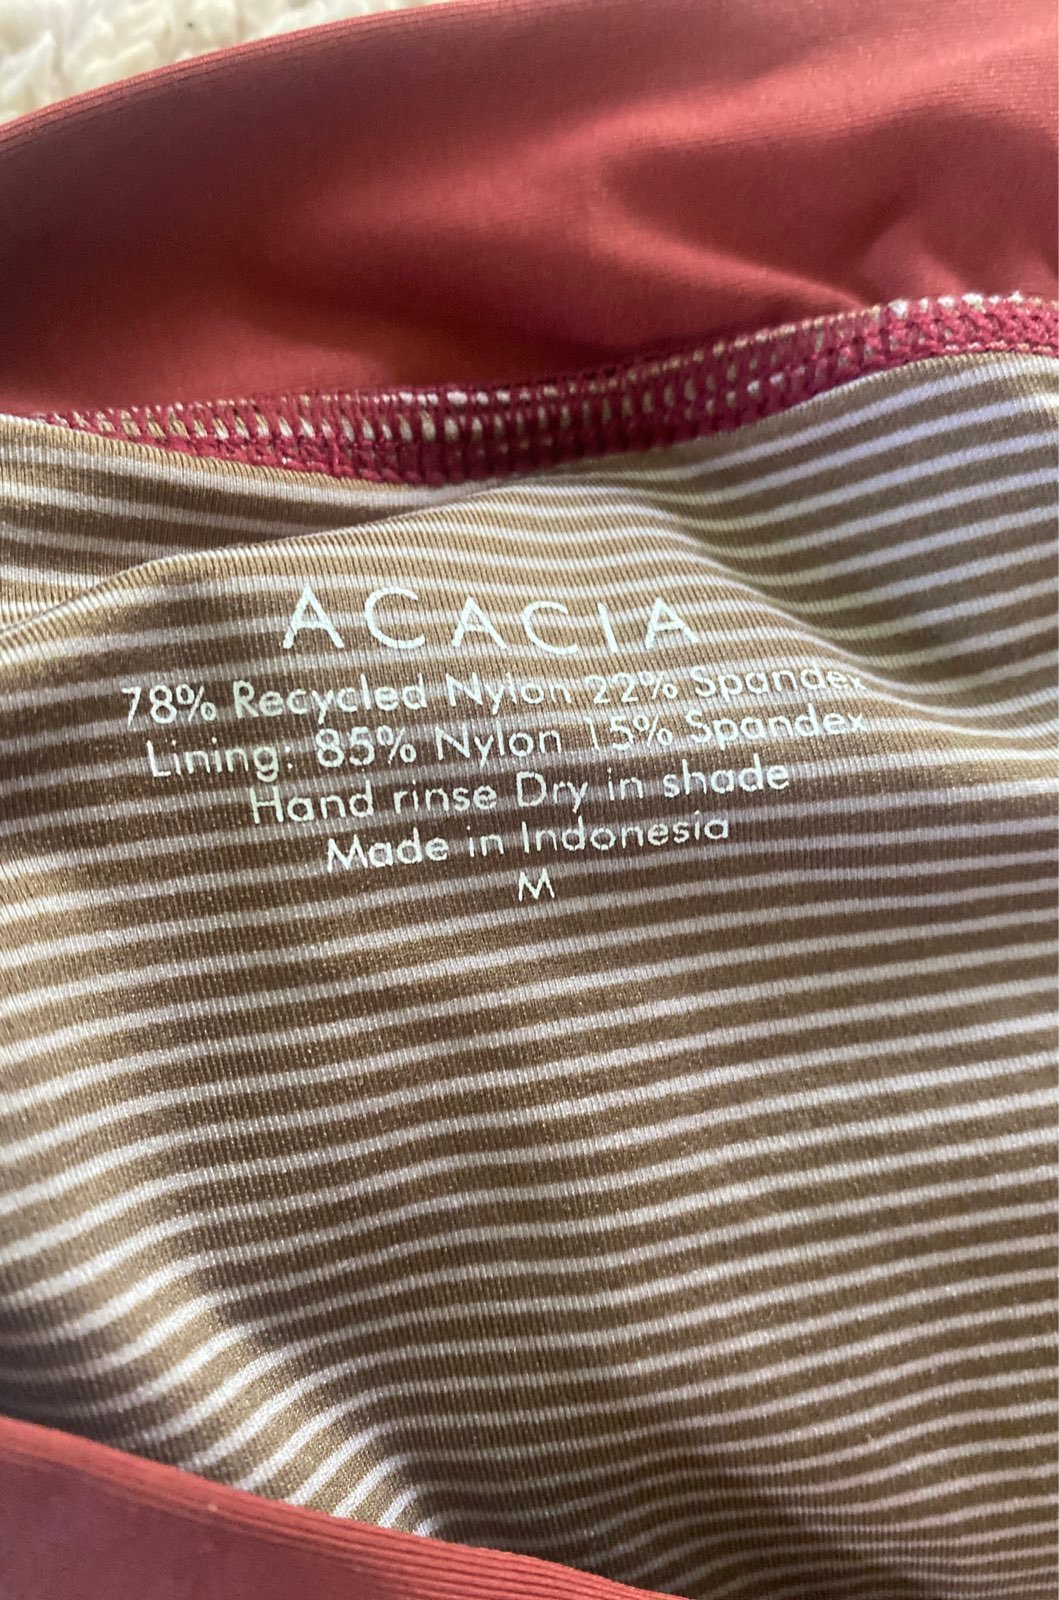 ACACIA
78% Recycled Nylon 22% Spandex
Lining: 85% Nylon 15% Spandex
Hand rinse Dry in shade
Made in Indonesia
M